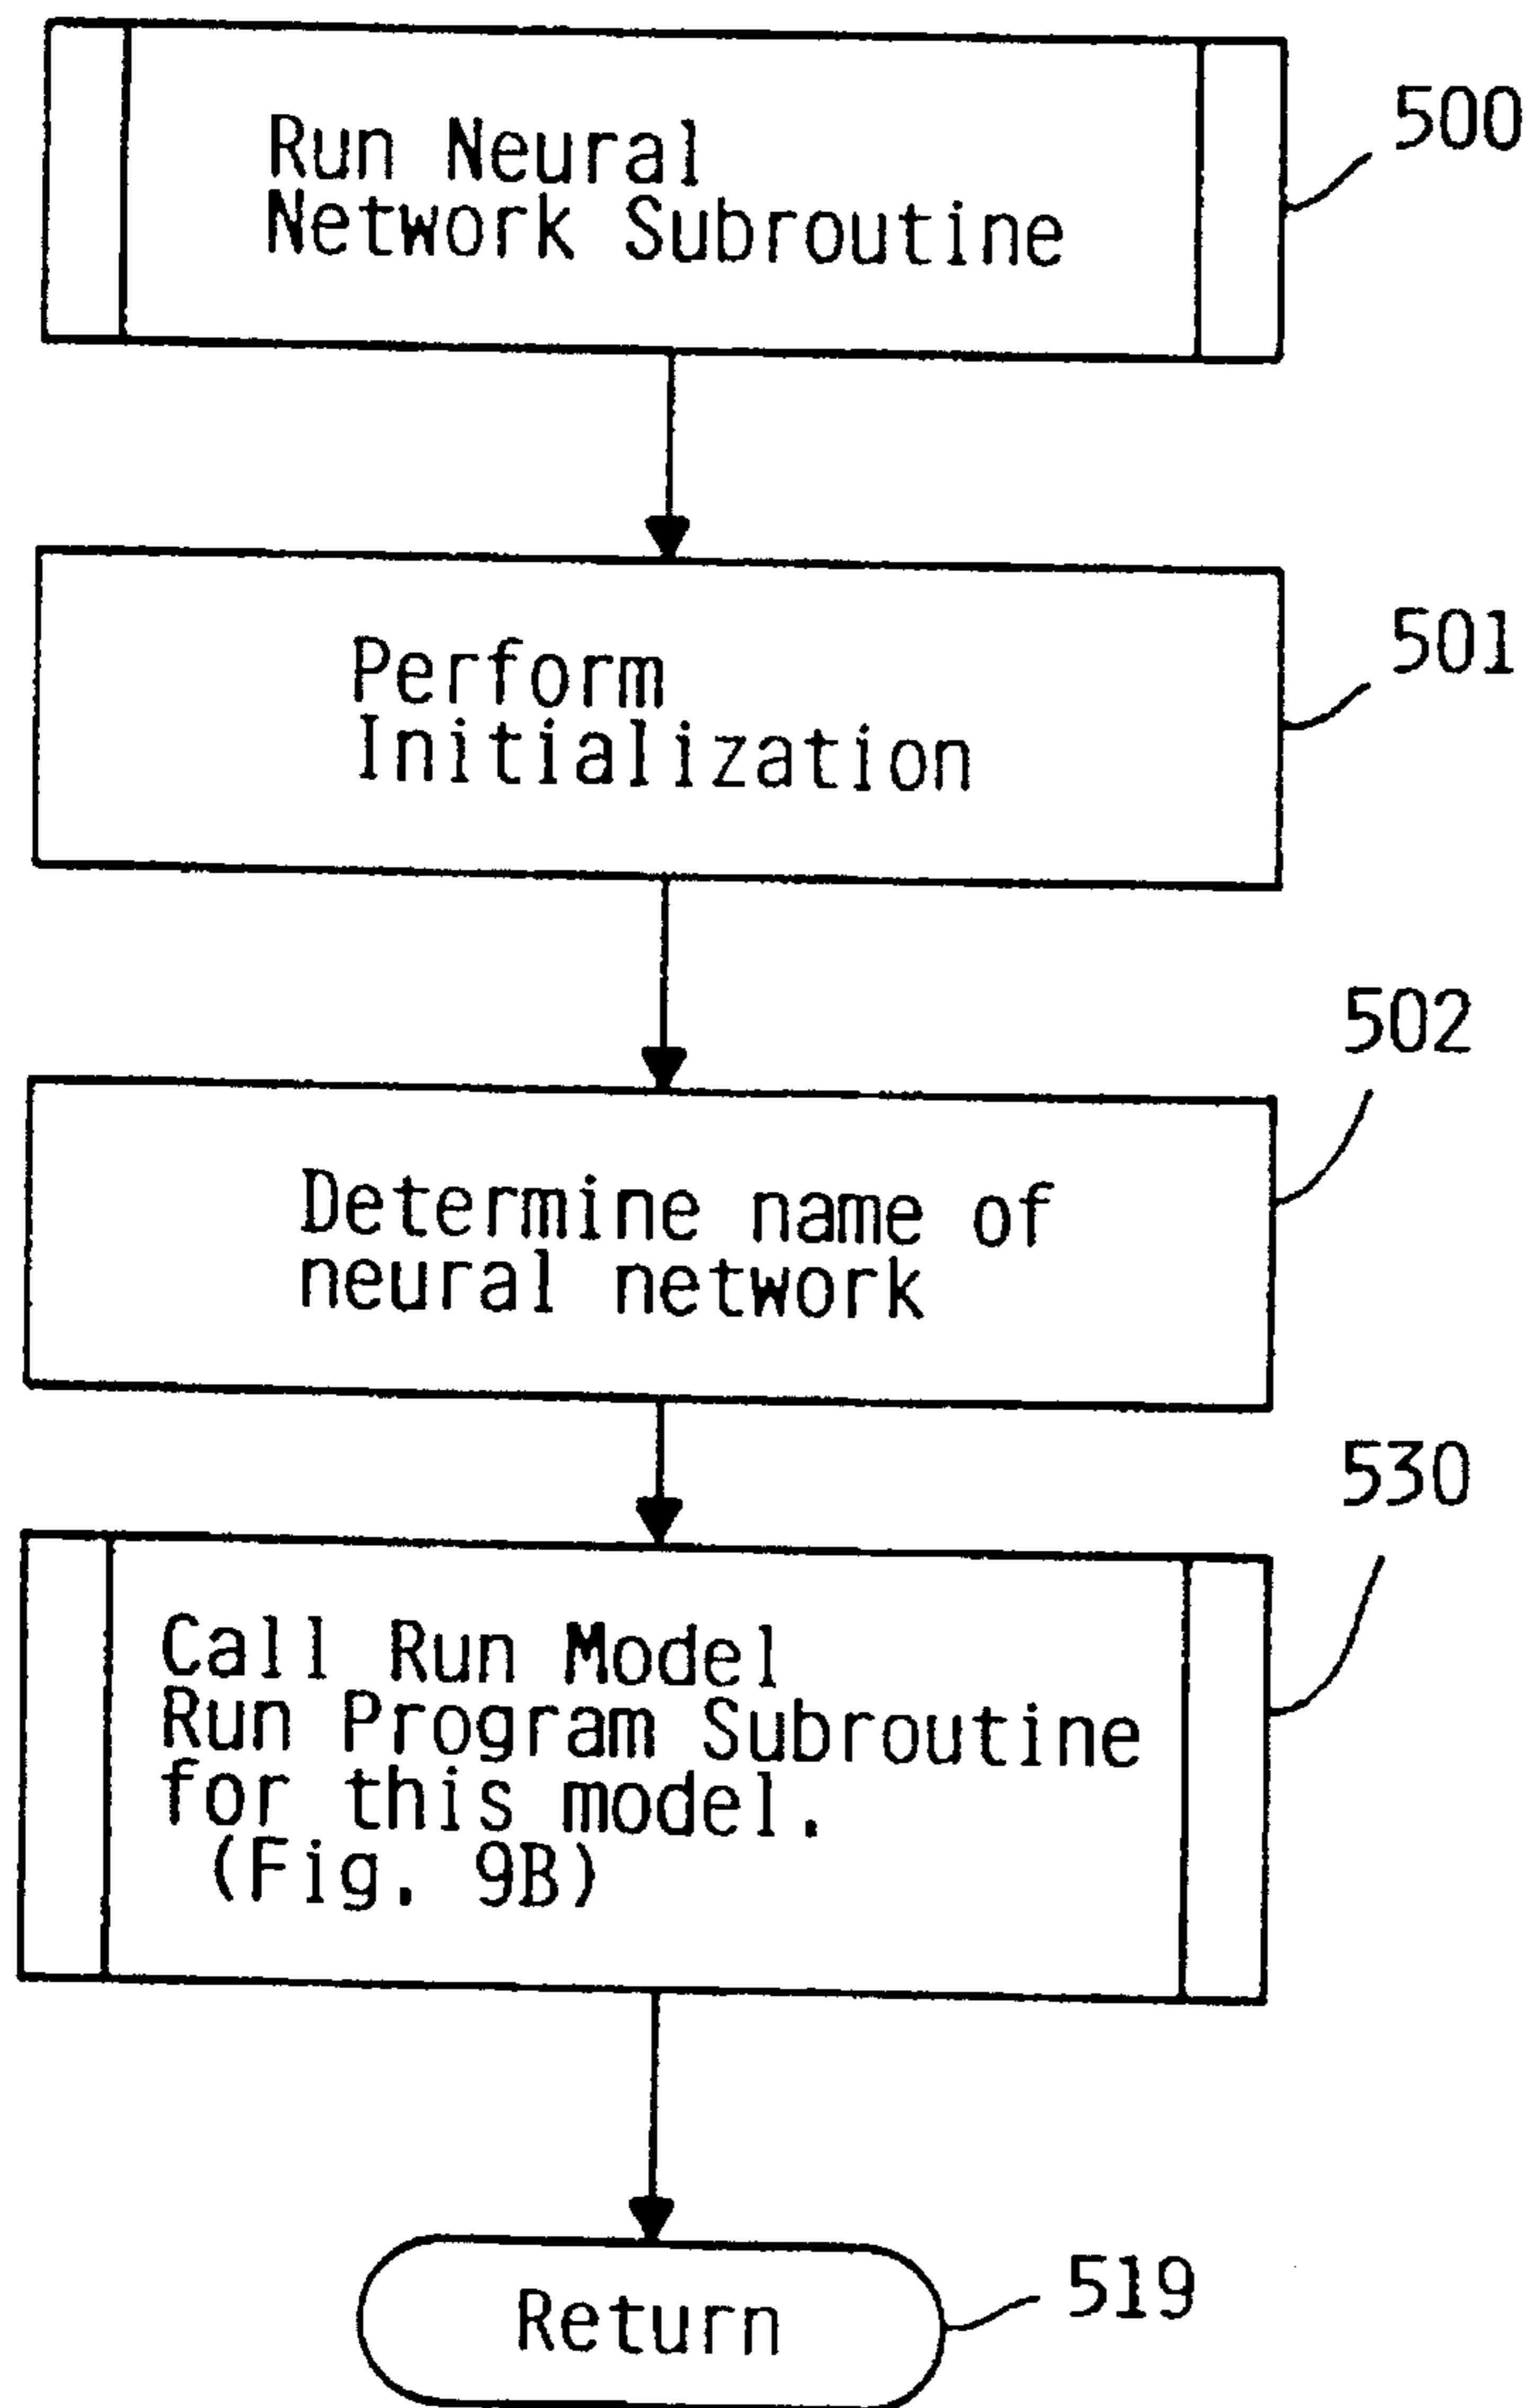 Run Neural
Network Subroutine
500
Perform
Initialization
501
502
Determine name of
neural network
530
Call Run Model
Run Program Subroutine
for this model.
(Fig. 9B)
Return
519